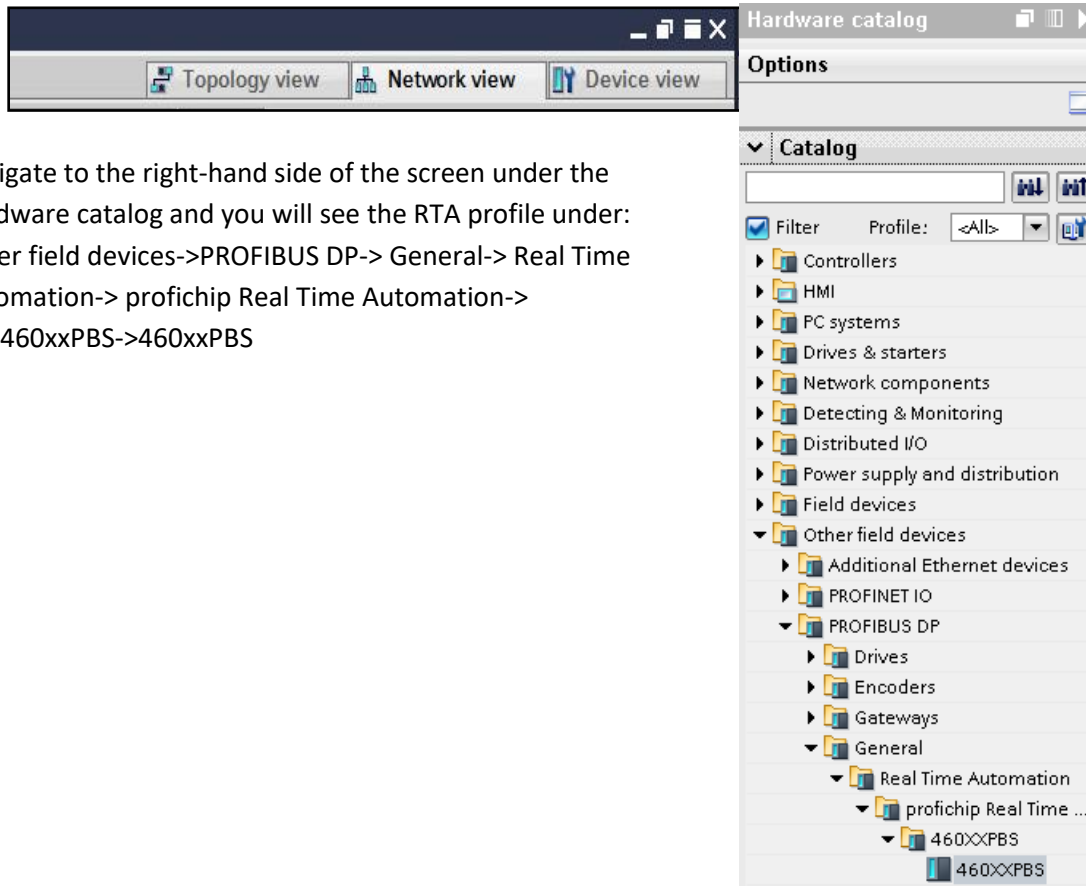 Topology view Network view Device view
igate to the right-hand side of the screen under the
dware catalog and you will see the RTA profile under:
er field devices->PROFIBUS DP-> General-> Real Time
omation-> profichip Real Time Automation->
460xxPBS->460xxPBS
Hardware catalog
Options
Catalog
Filter Profile: <All>
Controllers
HMI
PC systems
Drives & starters
Network components
Detecting & Monitoring
Distributed I/O
Power supply and distribution
Field devices
Other field devices
Additional Ethernet devices
PROFINET IO
PROFIBUS DP
Drives
Encoders
Gateways
General
Real Time Automation
profichip Real Time ...
460XXPBS
460XXPBS